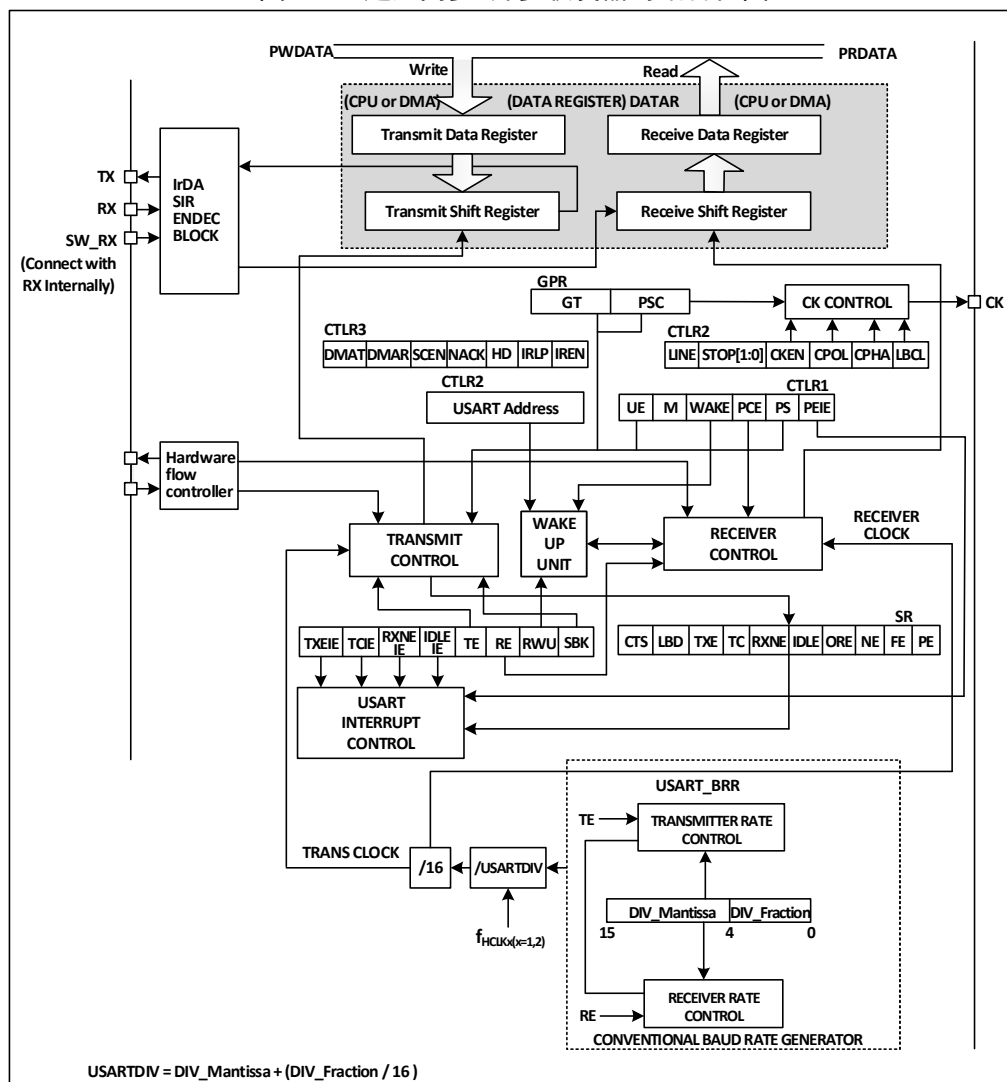 PWDATA
PRDATA
Write
Read
(CPU or DMA)
(DATA REGISTER) DATAR
(CPU or DMA)
Transmit Data Register
Receive Data Register
TX
RX
SW_RX
(Connect with
RX Internally)
IrDA
SIR
ENDEC
BLOCK
Transmit Shift Register
Receive Shift Register
GPR
GT
PSC
CK CONTROL
CK
CTLR3
DMAT DMAR SCEN NACK HD IRLP IREN
CTLR2
LINE STOP[1:0] CKEN CPOL CPHA LBCL
CTLR2
USART Address
CTLR1
UE M WAKE PCE PS PEIE
Hardware
flow
controller
TRANSMIT
CONTROL
WAKE
UP
UNIT
RECEIVER
CONTROL
RECEIVER
CLOCK
TXEIE TCIE RXNE IE IDLE IE TE RE RWU SBK
SR
CTS LBD TXE TC RXNE IDLE ORE NE FE PE
USART
INTERRUPT
CONTROL
USART_BRR
TE
TRANSMITTER RATE
CONTROL
TRANS CLOCK
/16
/USARTDIV
fHCLKx(x=1,2)
DIV_Mantissa DIV_Fraction
15 4 0
RE
RECEIVER RATE
CONTROL
CONVENTIONAL BAUD RATE GENERATOR
USARTDIV = DIV_Mantissa + (DIV_Fraction / 16 )